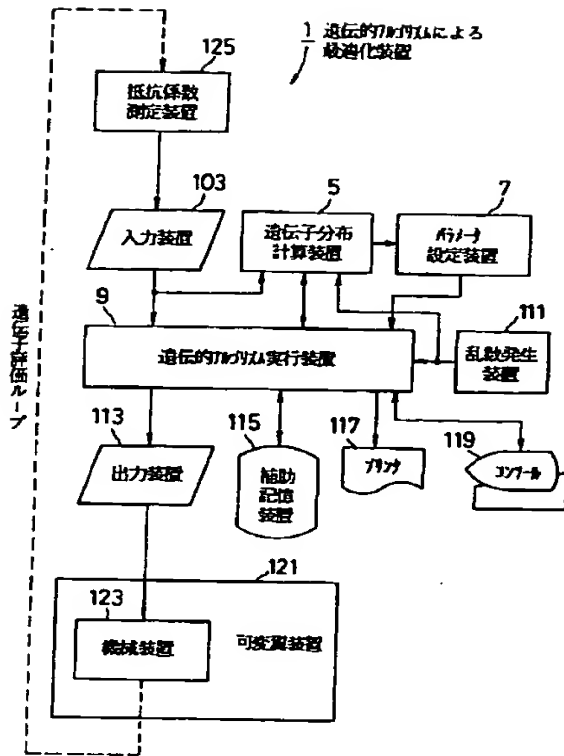 1 遺伝的アルゴリズムによる
最適化装置
125
抵抗係数
測定装置
103
入力装置
5
遺伝子分布
計算装置
7
パラメータ
設定装置
9
遺伝的アルゴリズム実行装置
111
乱数発生
装置
遺伝子評価ループ
113
出力装置
115
補助
記憶
装置
117
プリンタ
119
コンソール
121
123
機械装置
可変翼装置